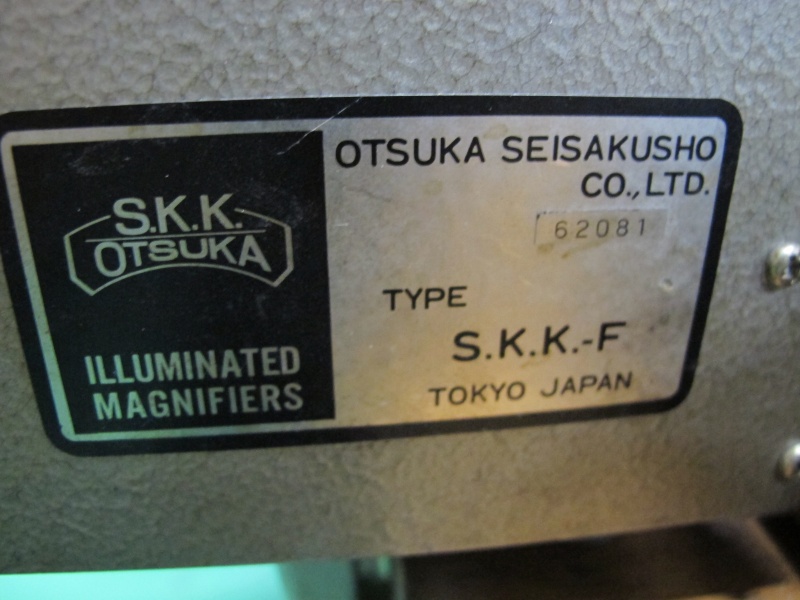 S.K.K.
OTSUKA
ILLUMINATED
MAGNIFIERS
OTSUKA SEISAKUSHO
CO.,LTD.
62081
TYPE
S.K.K.-F
TOKYO JAPAN